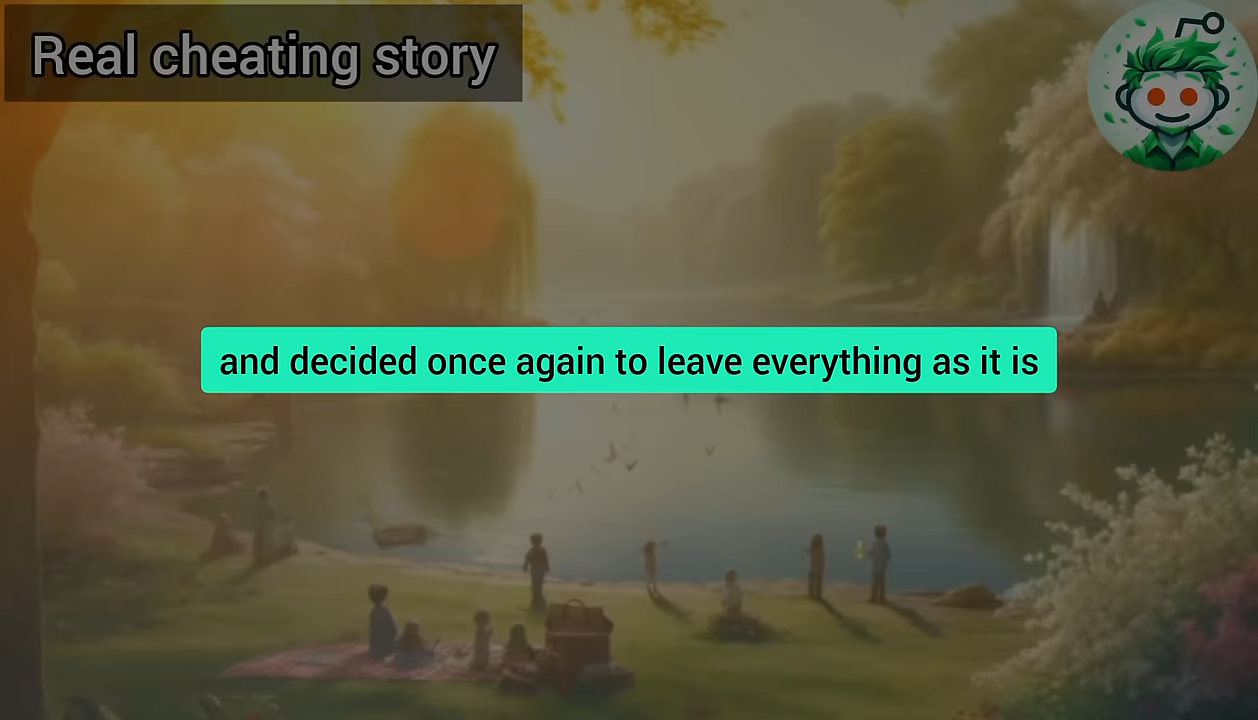 Real cheating story
and decided once again to leave everything as it is